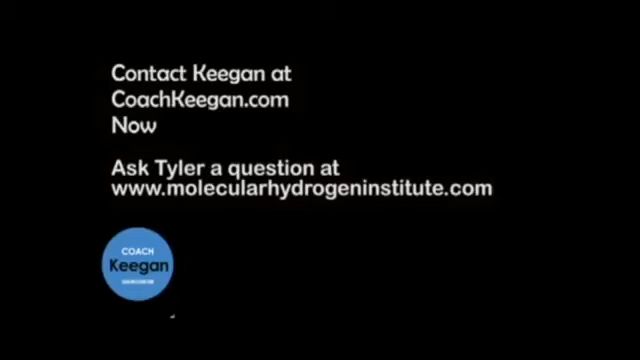 Contact Keegan at
CoachKeegan.com
Now
Ask Tyler a question at
www.molecularhydrogeninstitute.com
COACH
Keegan